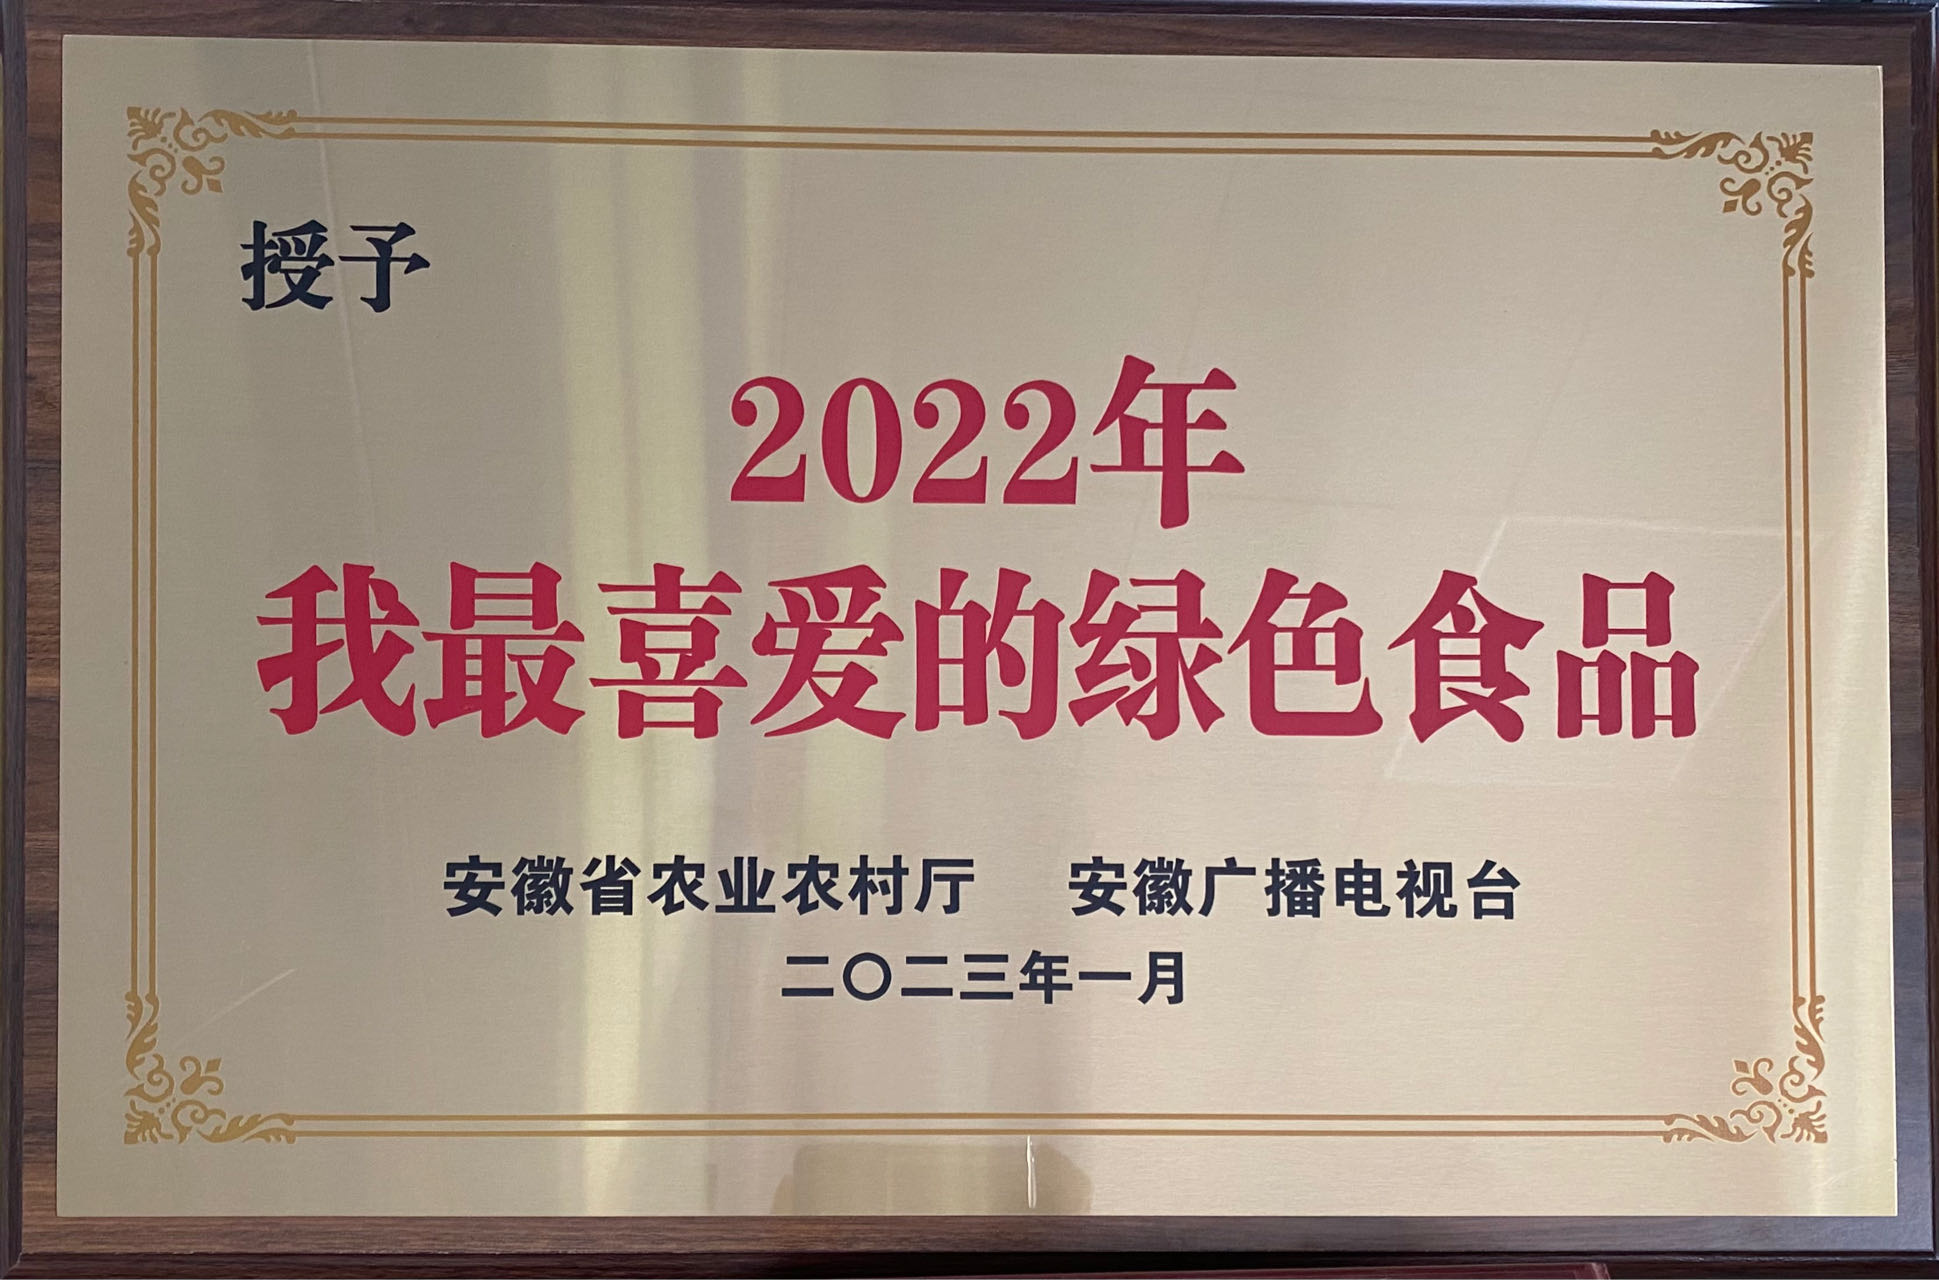 授予
2022年
我最喜爱的绿色食品
安徽省农业农村厅 安徽广播电视台
二〇二三年一月